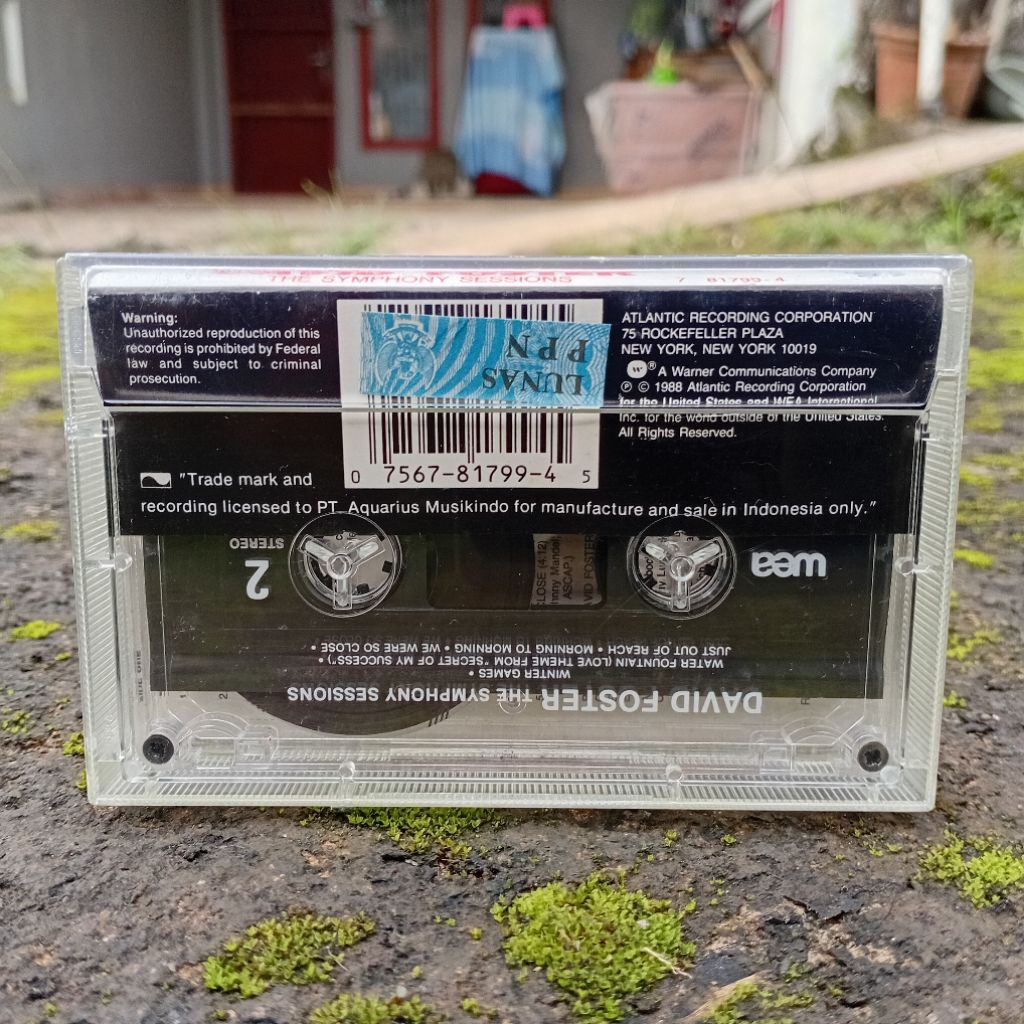 THE SYMPHONY SESSIONS 7 81799-4
Warning:
Unauthorized reproduction of this
recording is prohibited by Federal
law and subject to criminal
prosecution.
LUNAS
PPN
ATLANTIC RECORDING CORPORATION
75 ROCKEFELLER PLAZA
NEW YORK, NEW YORK 10019
w ® A Warner Communications Company
℗ © 1988 Atlantic Recording Corporation
for the United States and WEA International
Inc. for the world outside of the United States.
All Rights Reserved.
0 7567-81799-4 5
"Trade mark and
recording licensed to PT. Aquarius Musikindo for manufacture and sale in Indonesia only."
STEREO
2
wea
CLOSE (4:12)
ASCAP)
DAVID FOSTER THE SYMPHONY SESSIONS
WINTER GAMES •
WATER FOUNTAIN (LOVE THEME FROM "SECRET OF MY SUCCESS") •
JUST OUT OF REACH • MORNING TO MORNING • WE WERE SO CLOSE •